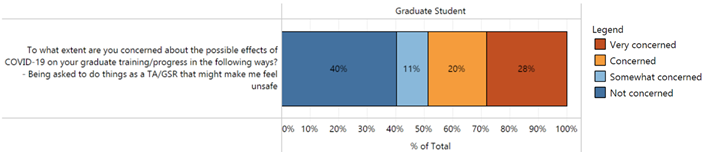 Graduate Student
To what extent are you concerned about the possible effects of
COVID-19 on your graduate training/progress in the following ways?
- Being asked to do things as a TA/GSR that might make me feel
unsafe
40%
11%
20%
28%
0% 10% 20% 30% 40% 50% 60% 70% 80% 90% 100%
% of Total
Legend
Very concerned
Concerned
Somewhat concerned
Not concerned